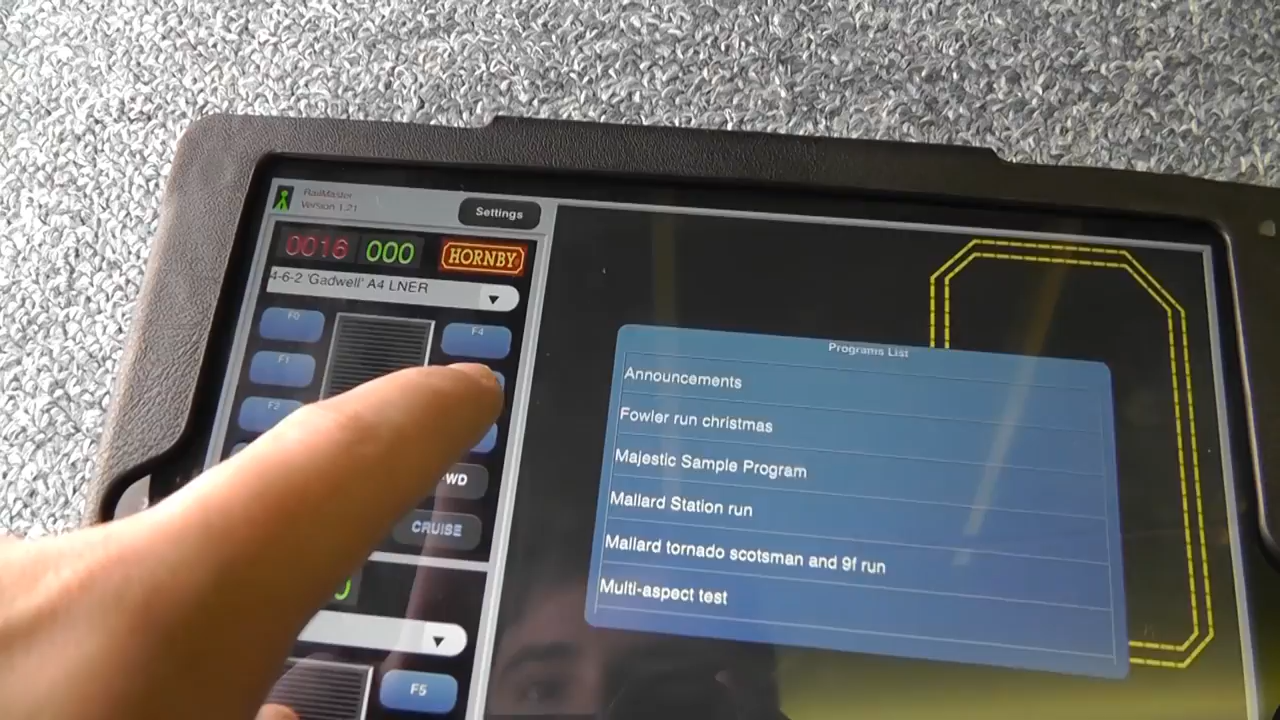 RailMaster
Version 1.21
Settings
0016 000 HORNBY
4-6-2 'Gadwell' A4 LNER
F0
F4
F1
F2
WD
CRUISE
F5
Programs List
Announcements
Fowler run christmas
Majestic Sample Program
Mallard Station run
Mallard tornado scotsman and 9f run
Multi-aspect test